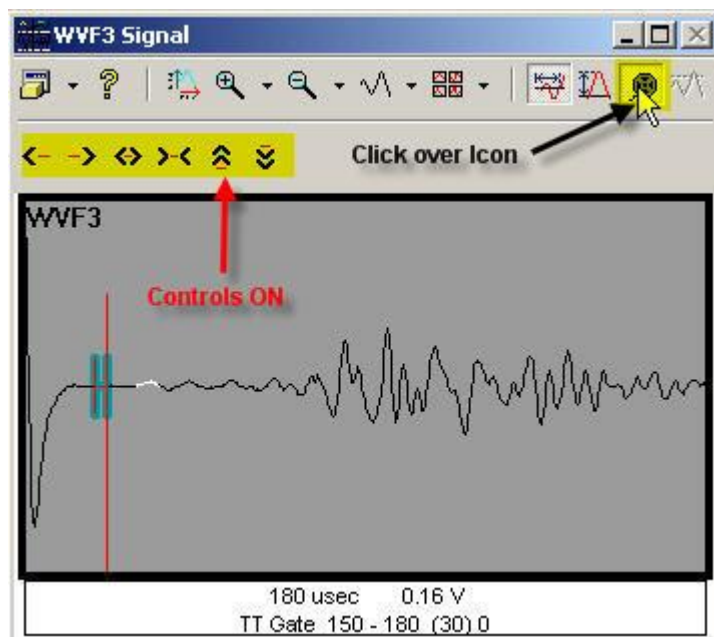 WVF3 Signal
Click over Icon
WVF3
Controls ON
180 usec 0.16 V
TT Gate 150 - 180 (30) 0